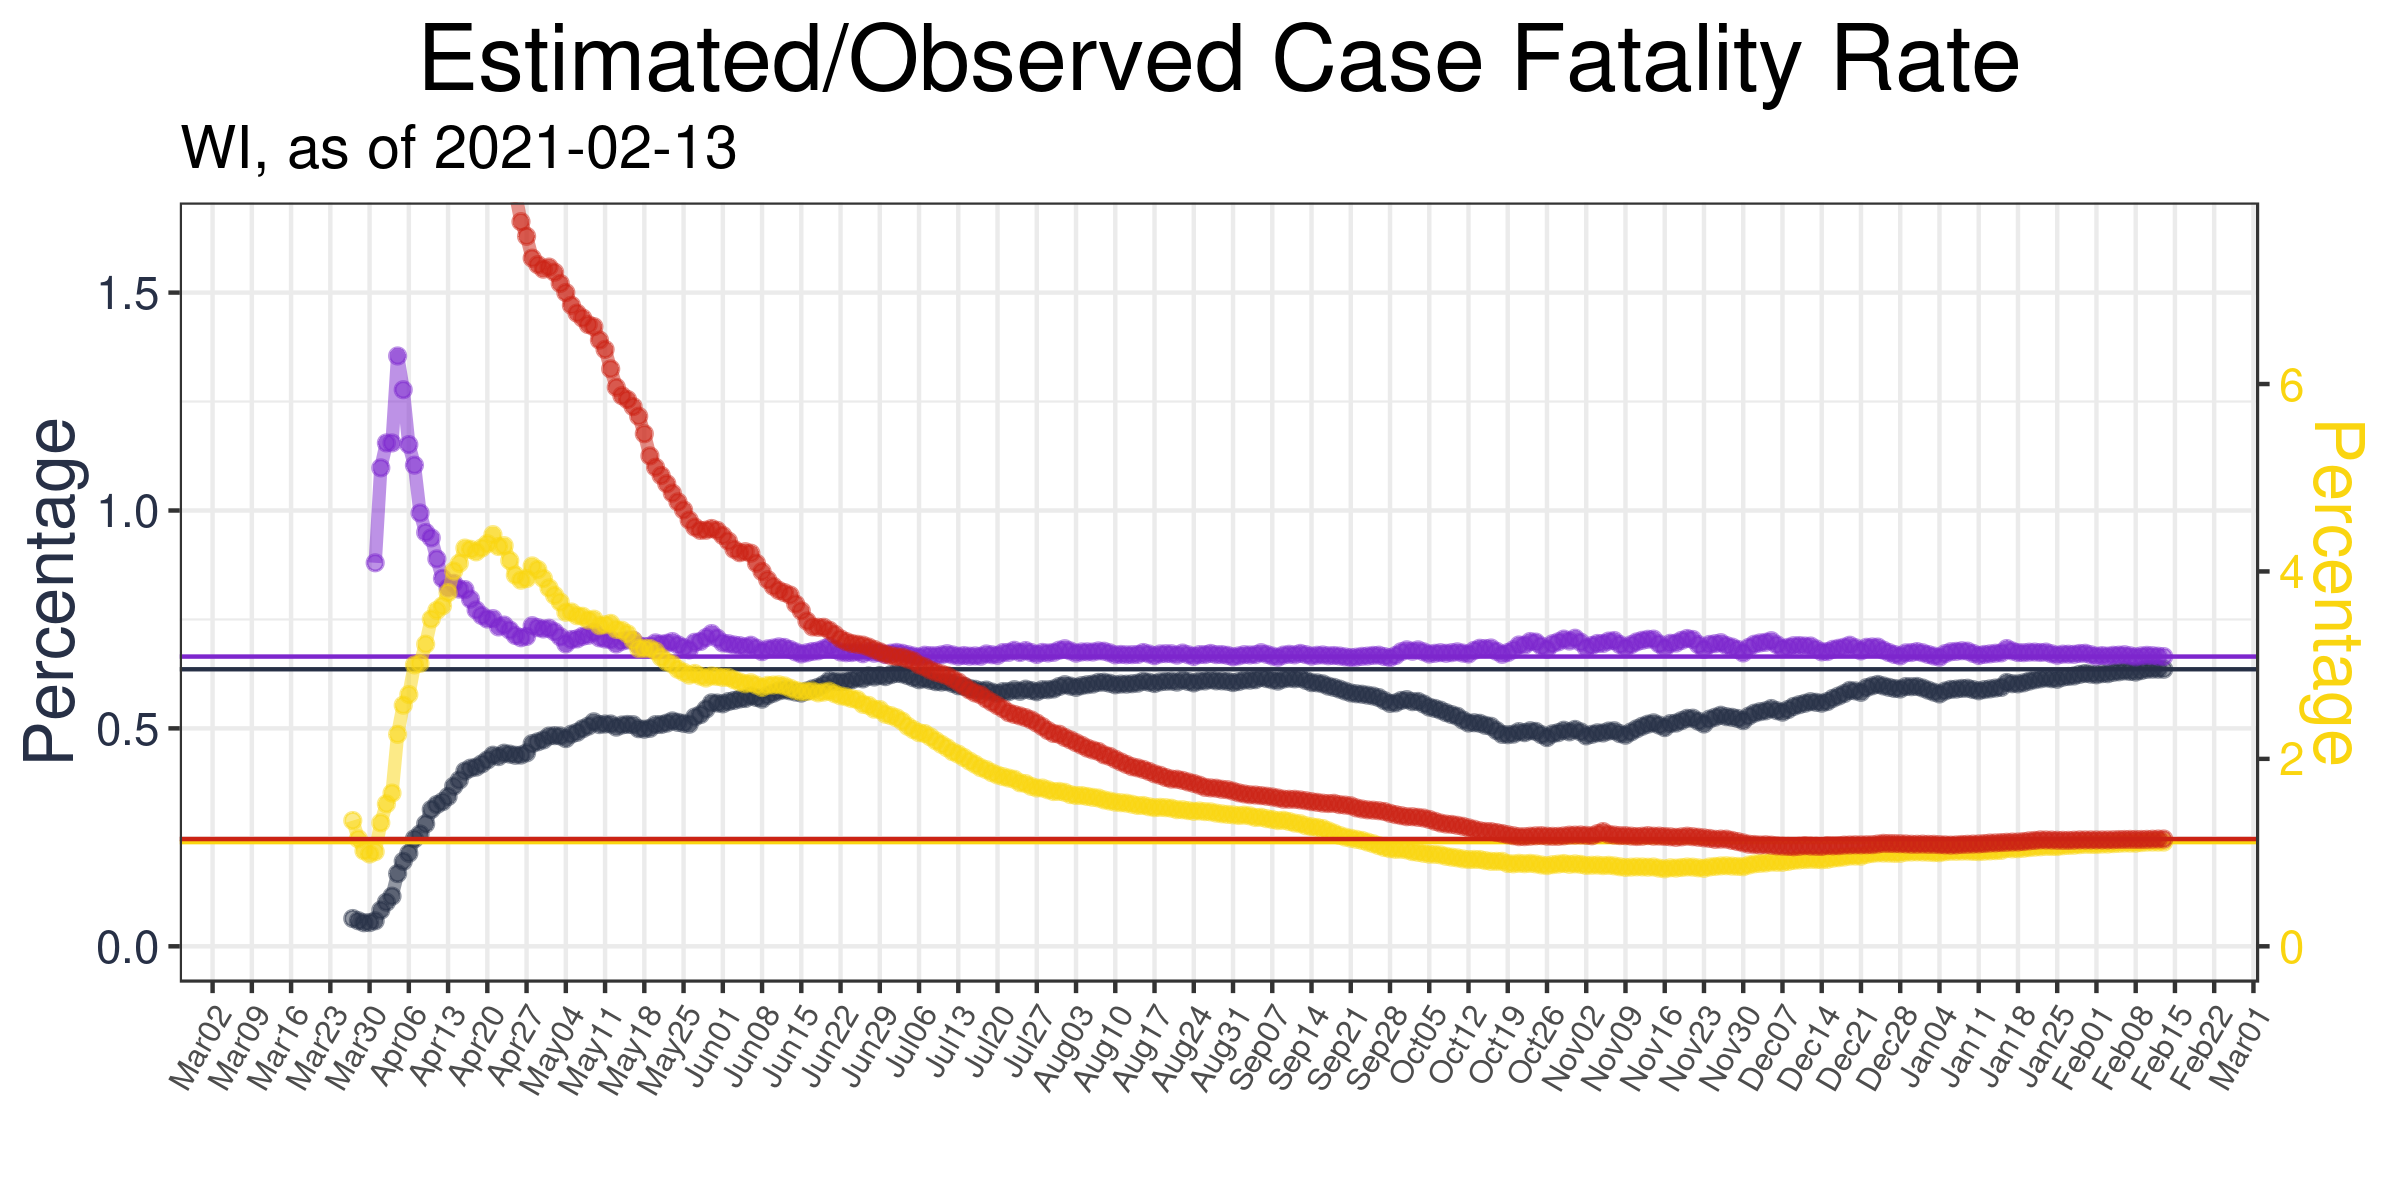 Estimated/Observed Case Fatality Rate
WI, as of 2021-02-13
Percentage
1.5
1.0
0.5
0.0
6
4
2
0
Percentage
Mar02
Mar09
Mar16
Mar23
Mar30
Apr06
Apr13
Apr20
Apr27
May04
May11
May18
May25
Jun01
Jun08
Jun15
Jun22
Jun29
Jul06
Jul13
Jul20
Jul27
Aug03
Aug10
Aug17
Aug24
Aug31
Sep07
Sep14
Sep21
Sep28
Oct05
Oct12
Oct19
Oct26
Nov02
Nov09
Nov16
Nov23
Nov30
Dec07
Dec14
Dec21
Dec28
Jan04
Jan11
Jan18
Jan25
Feb01
Feb08
Feb15
Feb22
Mar01